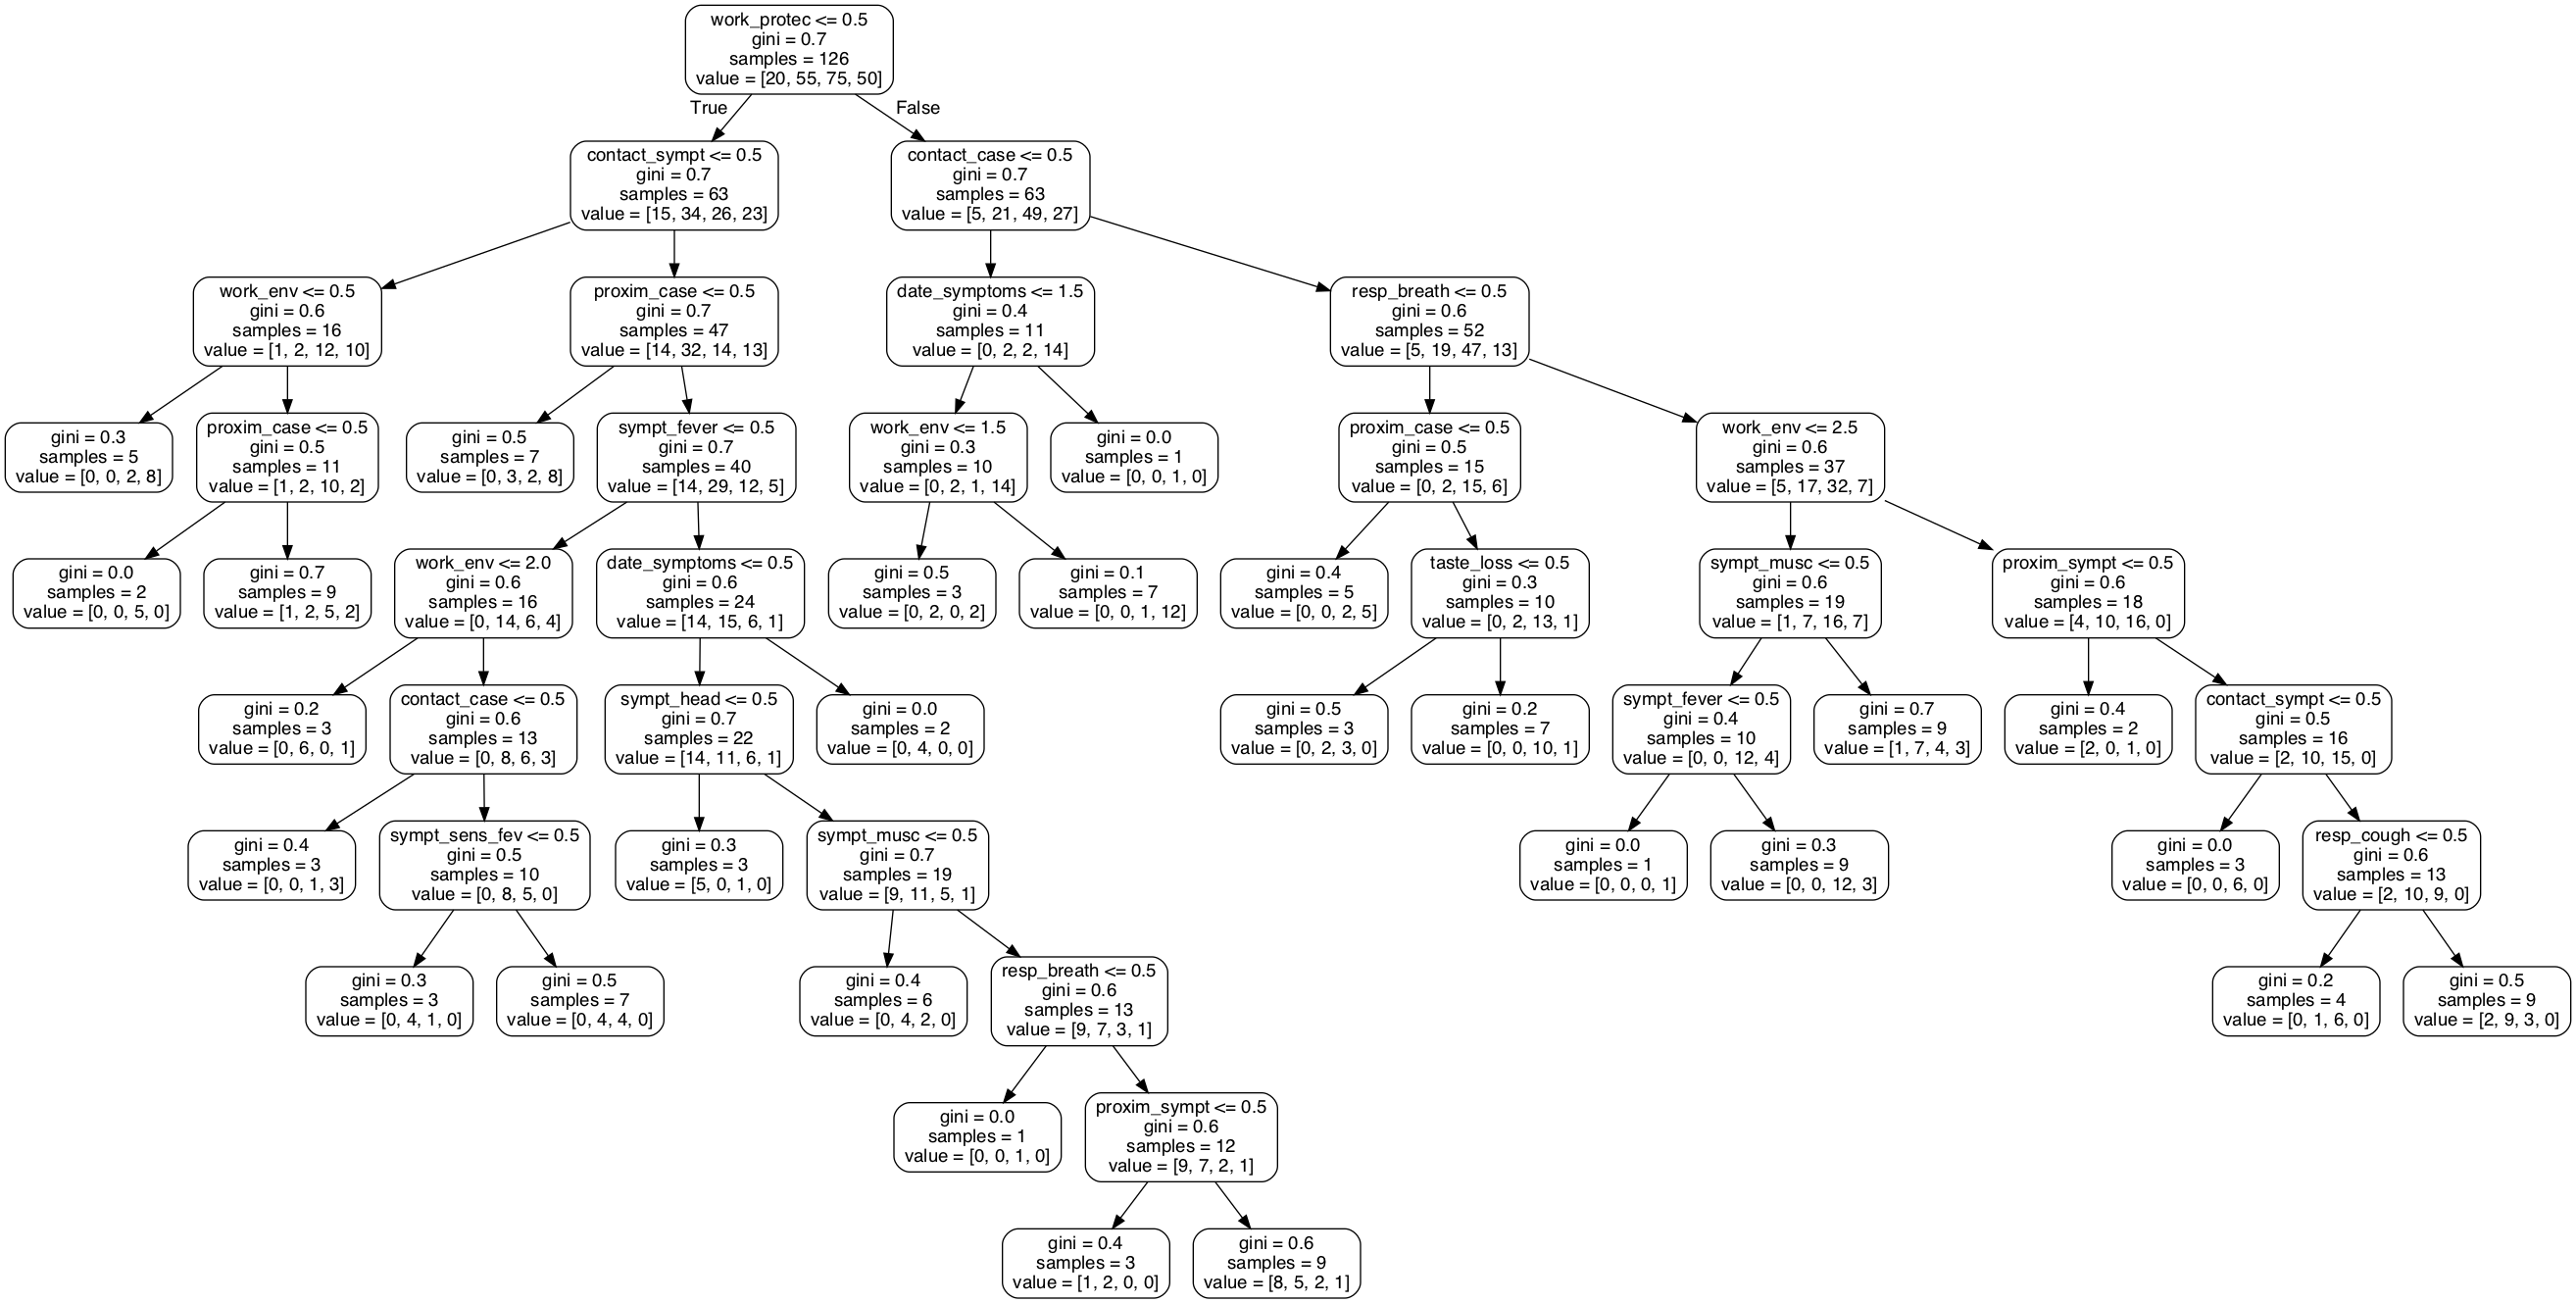 work_protec <= 0.5
gini = 0.7
samples = 126
value = [20, 55, 75, 50]
True
False
contact_sympt <= 0.5
gini = 0.7
samples = 63
value = [15, 34, 26, 23]
contact_case <= 0.5
gini = 0.7
samples = 63
value = [5, 21, 49, 27]
work_env <= 0.5
gini = 0.6
samples = 16
value = [1, 2, 12, 10]
proxim_case <= 0.5
gini = 0.7
samples = 47
value = [14, 32, 14, 13]
date_symptoms <= 1.5
gini = 0.4
samples = 11
value = [0, 2, 2, 14]
resp_breath <= 0.5
gini = 0.6
samples = 52
value = [5, 19, 47, 13]
gini = 0.3
samples = 5
value = [0, 0, 2, 8]
proxim_case <= 0.5
gini = 0.5
samples = 11
value = [1, 2, 10, 2]
gini = 0.5
samples = 7
value = [0, 3, 2, 8]
sympt_fever <= 0.5
gini = 0.7
samples = 40
value = [14, 29, 12, 5]
work_env <= 1.5
gini = 0.3
samples = 10
value = [0, 2, 1, 14]
gini = 0.0
samples = 1
value = [0, 0, 1, 0]
proxim_case <= 0.5
gini = 0.5
samples = 15
value = [0, 2, 15, 6]
work_env <= 2.5
gini = 0.6
samples = 37
value = [5, 17, 32, 7]
gini = 0.0
samples = 2
value = [0, 0, 5, 0]
gini = 0.7
samples = 9
value = [1, 2, 5, 2]
work_env <= 2.0
gini = 0.6
samples = 16
value = [0, 14, 6, 4]
date_symptoms <= 0.5
gini = 0.6
samples = 24
value = [14, 15, 6, 1]
gini = 0.5
samples = 3
value = [0, 2, 0, 2]
gini = 0.1
samples = 7
value = [0, 0, 1, 12]
gini = 0.4
samples = 5
value = [0, 0, 2, 5]
taste_loss <= 0.5
gini = 0.3
samples = 10
value = [0, 2, 13, 1]
sympt_musc <= 0.5
gini = 0.6
samples = 19
value = [1, 7, 16, 7]
proxim_sympt <= 0.5
gini = 0.6
samples = 18
value = [4, 10, 16, 0]
gini = 0.2
samples = 3
value = [0, 6, 0, 1]
contact_case <= 0.5
gini = 0.6
samples = 13
value = [0, 8, 6, 3]
sympt_head <= 0.5
gini = 0.7
samples = 22
value = [14, 11, 6, 1]
gini = 0.0
samples = 2
value = [0, 4, 0, 0]
gini = 0.5
samples = 3
value = [0, 2, 3, 0]
gini = 0.2
samples = 7
value = [0, 0, 10, 1]
sympt_fever <= 0.5
gini = 0.4
samples = 10
value = [0, 0, 12, 4]
gini = 0.7
samples = 9
value = [1, 7, 4, 3]
gini = 0.4
samples = 2
value = [2, 0, 1, 0]
contact_sympt <= 0.5
gini = 0.5
samples = 16
value = [2, 10, 15, 0]
gini = 0.4
samples = 3
value = [0, 0, 1, 3]
sympt_sens_fev <= 0.5
gini = 0.5
samples = 10
value = [0, 8, 5, 0]
gini = 0.3
samples = 3
value = [5, 0, 1, 0]
sympt_musc <= 0.5
gini = 0.7
samples = 19
value = [9, 11, 5, 1]
gini = 0.0
samples = 1
value = [0, 0, 0, 1]
gini = 0.3
samples = 9
value = [0, 0, 12, 3]
gini = 0.0
samples = 3
value = [0, 0, 6, 0]
resp_cough <= 0.5
gini = 0.6
samples = 13
value = [2, 10, 9, 0]
gini = 0.3
samples = 3
value = [0, 4, 1, 0]
gini = 0.5
samples = 7
value = [0, 4, 4, 0]
gini = 0.4
samples = 6
value = [0, 4, 2, 0]
resp_breath <= 0.5
gini = 0.6
samples = 13
value = [9, 7, 3, 1]
gini = 0.2
samples = 4
value = [0, 1, 6, 0]
gini = 0.5
samples = 9
value = [2, 9, 3, 0]
gini = 0.0
samples = 1
value = [0, 0, 1, 0]
proxim_sympt <= 0.5
gini = 0.6
samples = 12
value = [9, 7, 2, 1]
gini = 0.4
samples = 3
value = [1, 2, 0, 0]
gini = 0.6
samples = 9
value = [8, 5, 2, 1]